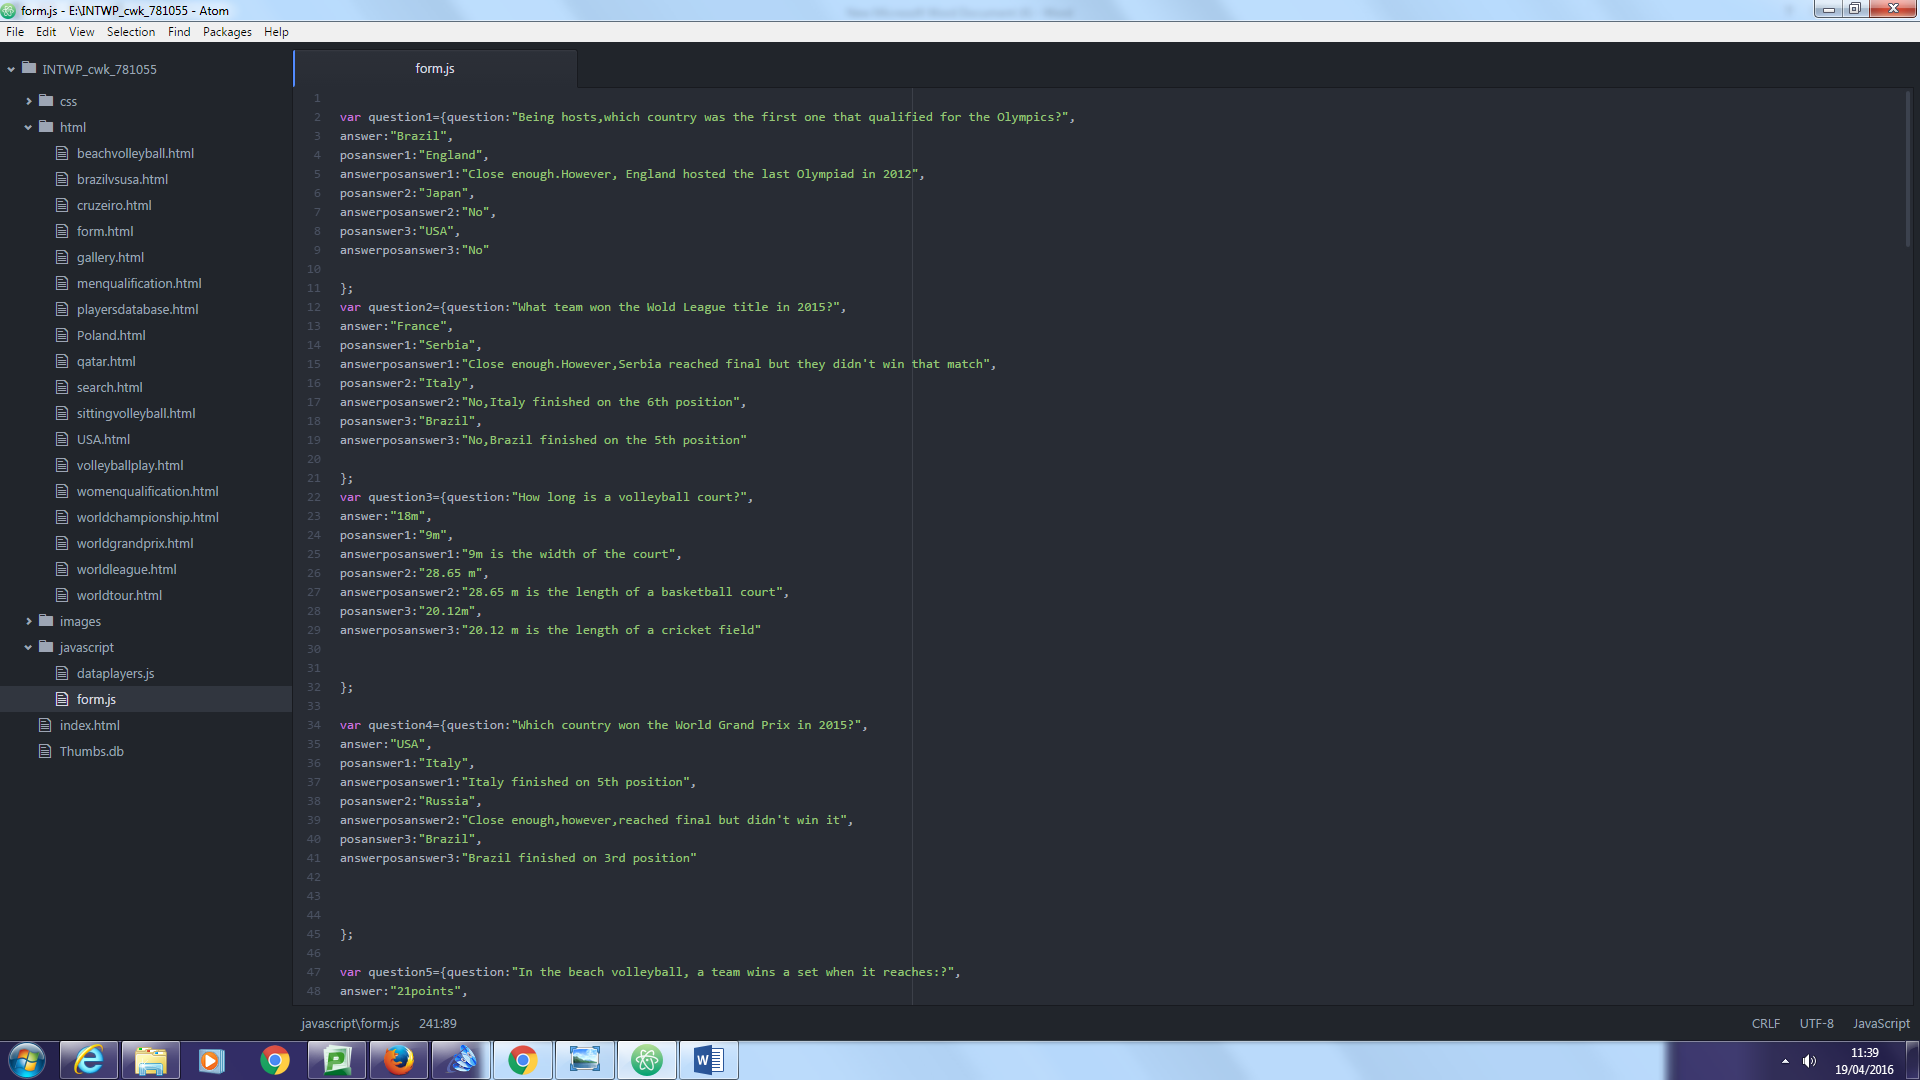 form.js - E:\INTWP_cwk_781055 - Atom
File Edit View Selection Find Packages Help
INTWP_cwk_781055
css
html
beachvolleyball.html
brazilvsusa.html
cruzeiro.html
form.html
gallery.html
menqualification.html
playersdatabase.html
Poland.html
qatar.html
search.html
sittingvolleyball.html
USA.html
volleyballplay.html
womenqualification.html
worldchampionship.html
worldgrandprix.html
worldleague.html
worldtour.html
images
javascript
dataplayers.js
form.js
index.html
Thumbs.db
form.js
1
2 var question1={question:"Being hosts,which country was the first one that qualified for the Olympics?",
3 answer:"Brazil",
4 posanswer1:"England",
5 answerposanswer1:"Close enough.However, England hosted the last Olympiad in 2012",
6 posanswer2:"Japan",
7 answerposanswer2:"No",
8 posanswer3:"USA",
9 answerposanswer3:"No"
10
11 };
12 var question2={question:"What team won the Wold League title in 2015?",
13 answer:"France",
14 posanswer1:"Serbia",
15 answerposanswer1:"Close enough.However,Serbia reached final but they didn't win that match",
16 posanswer2:"Italy",
17 answerposanswer2:"No,Italy finished on the 6th position",
18 posanswer3:"Brazil",
19 answerposanswer3:"No,Brazil finished on the 5th position"
20
21 };
22 var question3={question:"How long is a volleyball court?",
23 answer:"18m",
24 posanswer1:"9m",
25 answerposanswer1:"9m is the width of the court",
26 posanswer2:"28.65 m",
27 answerposanswer2:"28.65 m is the length of a basketball court",
28 posanswer3:"20.12m",
29 answerposanswer3:"20.12 m is the length of a cricket field"
30
31
32 };
33
34 var question4={question:"Which country won the World Grand Prix in 2015?",
35 answer:"USA",
36 posanswer1:"Italy",
37 answerposanswer1:"Italy finished on 5th position",
38 posanswer2:"Russia",
39 answerposanswer2:"Close enough,however,reached final but didn't win it",
40 posanswer3:"Brazil",
41 answerposanswer3:"Brazil finished on 3rd position"
42
43
44
45 };
46
47 var question5={question:"In the beach volleyball, a team wins a set when it reaches:?",
48 answer:"21points",
javascript\form.js 241:89
CRLF UTF-8 JavaScript
11:39
19/04/2016